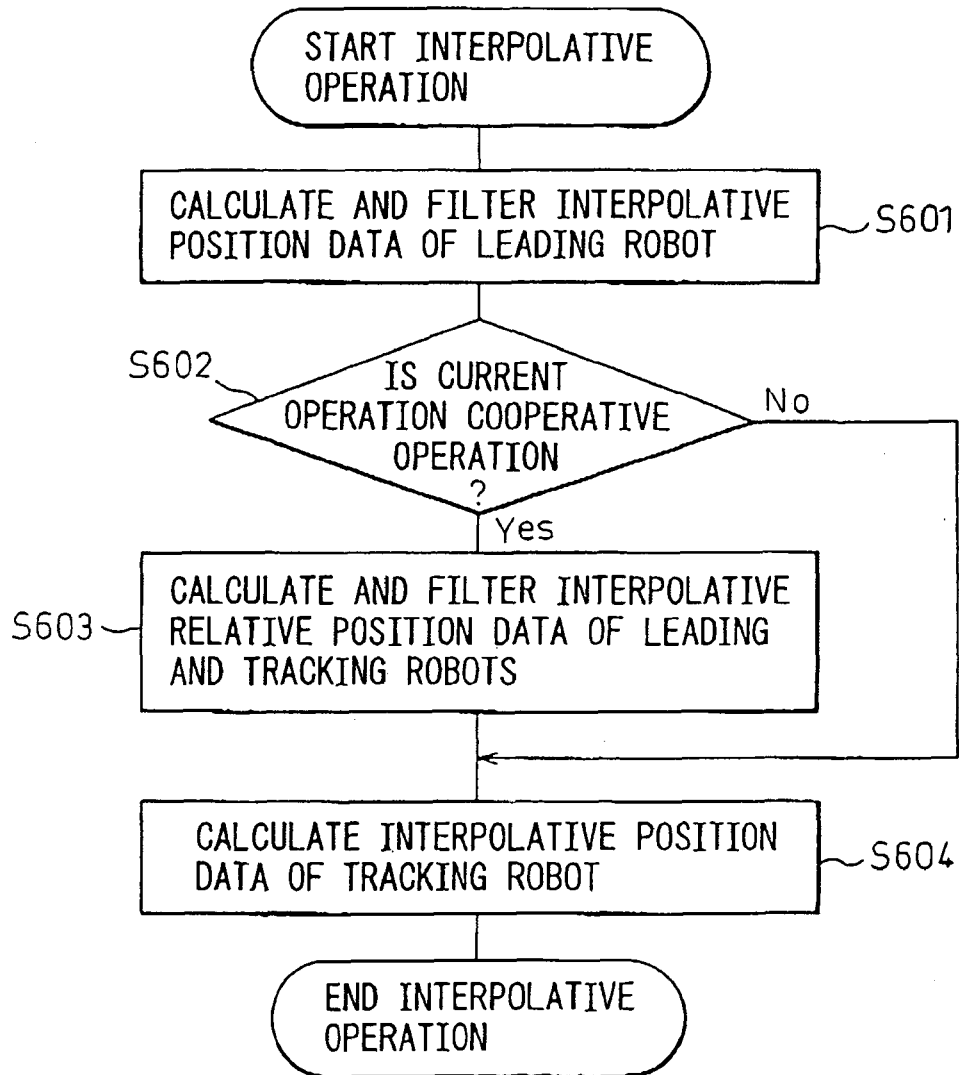 START INTERPOLATIVE
OPERATION
CALCULATE AND FILTER INTERPOLATIVE
POSITION DATA OF LEADING ROBOT
S601
S602
IS CURRENT
OPERATION COOPERATIVE
OPERATION
?
No
Yes
CALCULATE AND FILTER INTERPOLATIVE
RELATIVE POSITION DATA OF LEADING
AND TRACKING ROBOTS
S603
CALCULATE INTERPOLATIVE POSITION
DATA OF TRACKING ROBOT
S604
END INTERPOLATIVE
OPERATION